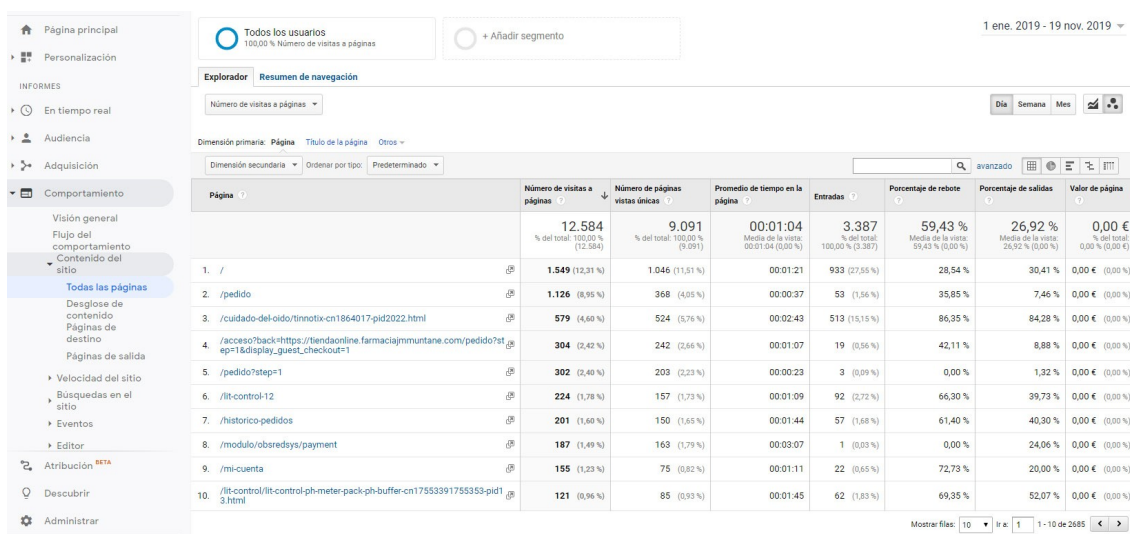 Página principal
Personalización
INFORMES
En tiempo real
Audiencia
Adquisición
Comportamiento
Visión general
Flujo del
comportamiento
Contenido del
sitio
Todas las páginas
Desglose de
contenido
Páginas de
destino
Páginas de salida
Velocidad del sitio
Búsquedas en el
sitio
Eventos
Editor
Atribución BETA
Descubrir
Administrar
Todos los usuarios
100,00 % Número de visitas a páginas
+ Añadir segmento
1 ene. 2019 - 19 nov. 2019
Explorador Resumen de navegación
Número de visitas a páginas
Día Semana Mes
Dimensión primaria: Página Título de la página Otros
Dimensión secundaria Ordenar por tipo: Predeterminado
avanzado
Página ? Número de visitas a páginas ? Número de páginas vistas únicas ? Promedio de tiempo en la página ? Entradas ? Porcentaje de rebote ? Porcentaje de salidas ? Valor de página ?
12.584 9.091 00:01:04 3.387 59,43 % 26,92 % 0,00 €
% del total: 100,00 % (12.584) % del total: 100,00 % (9.091) Media de la vista: 00:01:04 (0,00 %) % del total: 100,00 % (3.387) Media de la vista: 59,43 % (0,00 %) Media de la vista: 26,92 % (0,00 %) % del total: 0,00 % (0,00 €)
1. / 1.549 (12,31 %) 1.046 (11,51 %) 00:01:21 933 (27,55 %) 28,54 % 30,41 % 0,00 € (0,00 %)
2. /pedido 1.126 (8,95 %) 368 (4,05 %) 00:00:37 53 (1,56 %) 35,85 % 7,46 % 0,00 € (0,00 %)
3. /cuidado-del-oido/tinnotix-cn1864017-pid2022.html 579 (4,60 %) 524 (5,76 %) 00:02:43 513 (15,15 %) 86,35 % 84,28 % 0,00 € (0,00 %)
4. /acceso?back=https://tiendaonline.farmaciajmmuntane.com/pedido?st
ep=1&display_guest_checkout=1 304 (2,42 %) 242 (2,66 %) 00:01:07 19 (0,56 %) 42,11 % 8,88 % 0,00 € (0,00 %)
5. /pedido?step=1 302 (2,40 %) 203 (2,23 %) 00:00:23 3 (0,09 %) 0,00 % 1,32 % 0,00 € (0,00 %)
6. /lit-control-12 224 (1,78 %) 157 (1,73 %) 00:01:09 92 (2,72 %) 66,30 % 39,73 % 0,00 € (0,00 %)
7. /historico-pedidos 201 (1,60 %) 150 (1,65 %) 00:01:44 57 (1,68 %) 61,40 % 40,30 % 0,00 € (0,00 %)
8. /modulo/obsredsys/payment 187 (1,49 %) 163 (1,79 %) 00:03:07 1 (0,03 %) 0,00 % 24,06 % 0,00 € (0,00 %)
9. /mi-cuenta 155 (1,23 %) 75 (0,82 %) 00:01:11 22 (0,65 %) 72,73 % 20,00 % 0,00 € (0,00 %)
10. /lit-control/lit-control-ph-meter-pack-ph-buffer-cn17553391755353-pid1
3.html 121 (0,96 %) 85 (0,93 %) 00:01:45 62 (1,83 %) 69,35 % 52,07 % 0,00 € (0,00 %)
Mostrar filas: 10 Ir a: 1 1 - 10 de 2685